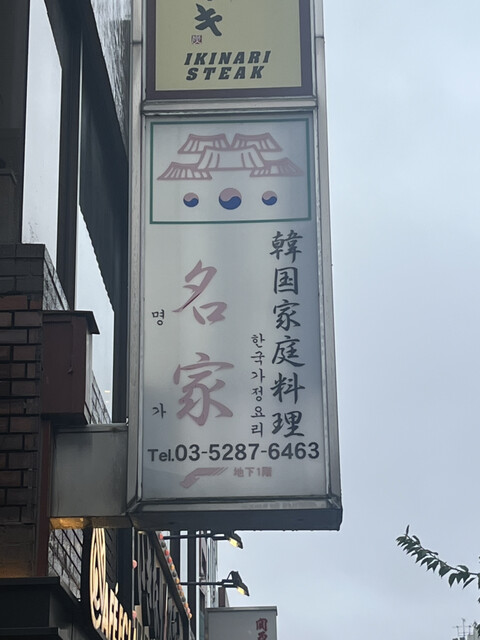 キ
IKINARI
STEAK
韓国家庭料理
한국가정요리
名家
명가
Tel.03-5287-6463
地下1階